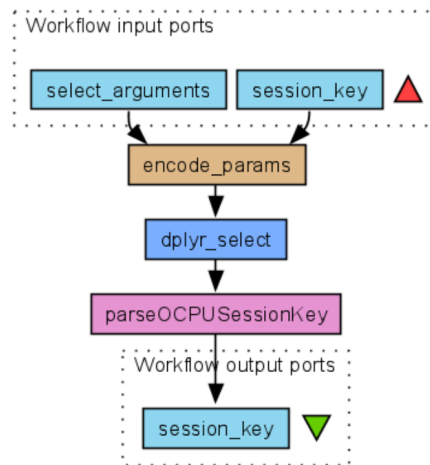 Workflow input ports
select_arguments session_key
encode_params
dplyr_select
parseOCPUSessionKey
Workflow output ports
session_key